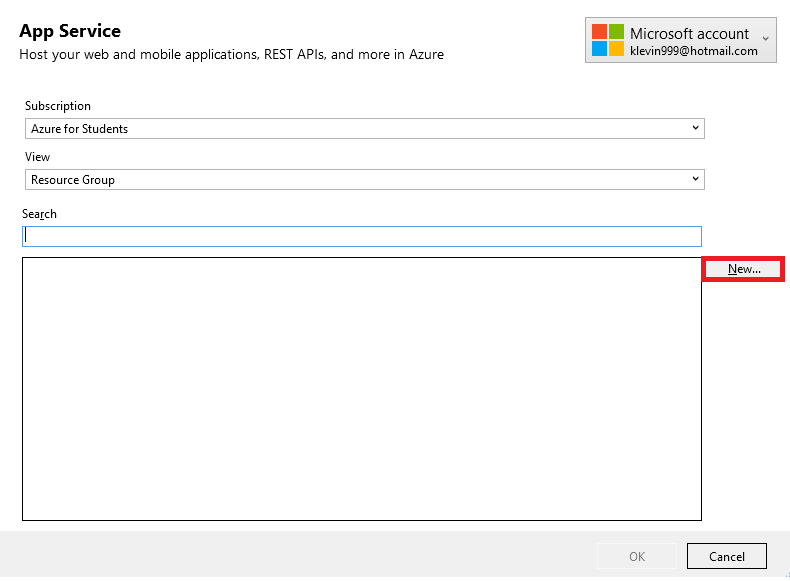 App Service
Host your web and mobile applications, REST APIs, and more in Azure
Microsoft account
klevin999@hotmail.com
Subscription
Azure for Students
View
Resource Group
Search
New...
OK
Cancel